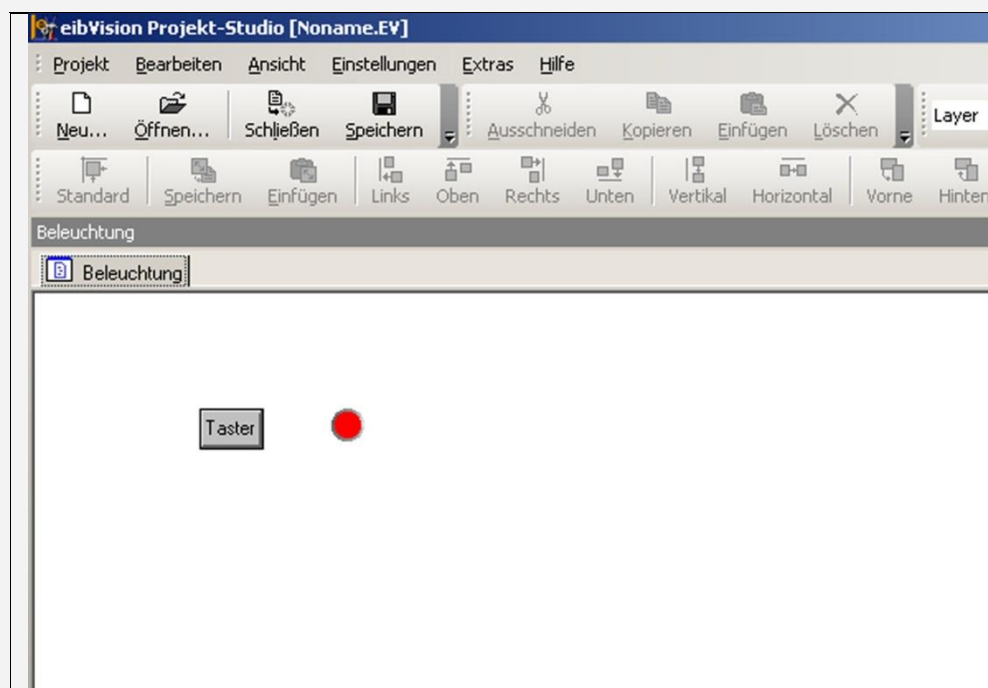 eibVision Projekt-Studio [Noname.EV]
Projekt Bearbeiten Ansicht Einstellungen Extras Hilfe
Neu... Öffnen... Schließen Speichern Ausschneiden Kopieren Einfügen Löschen Layer
Standard Speichern Einfügen Links Oben Rechts Unten Vertikal Horizontal Vorne Hinten
Beleuchtung
Beleuchtung
Taster